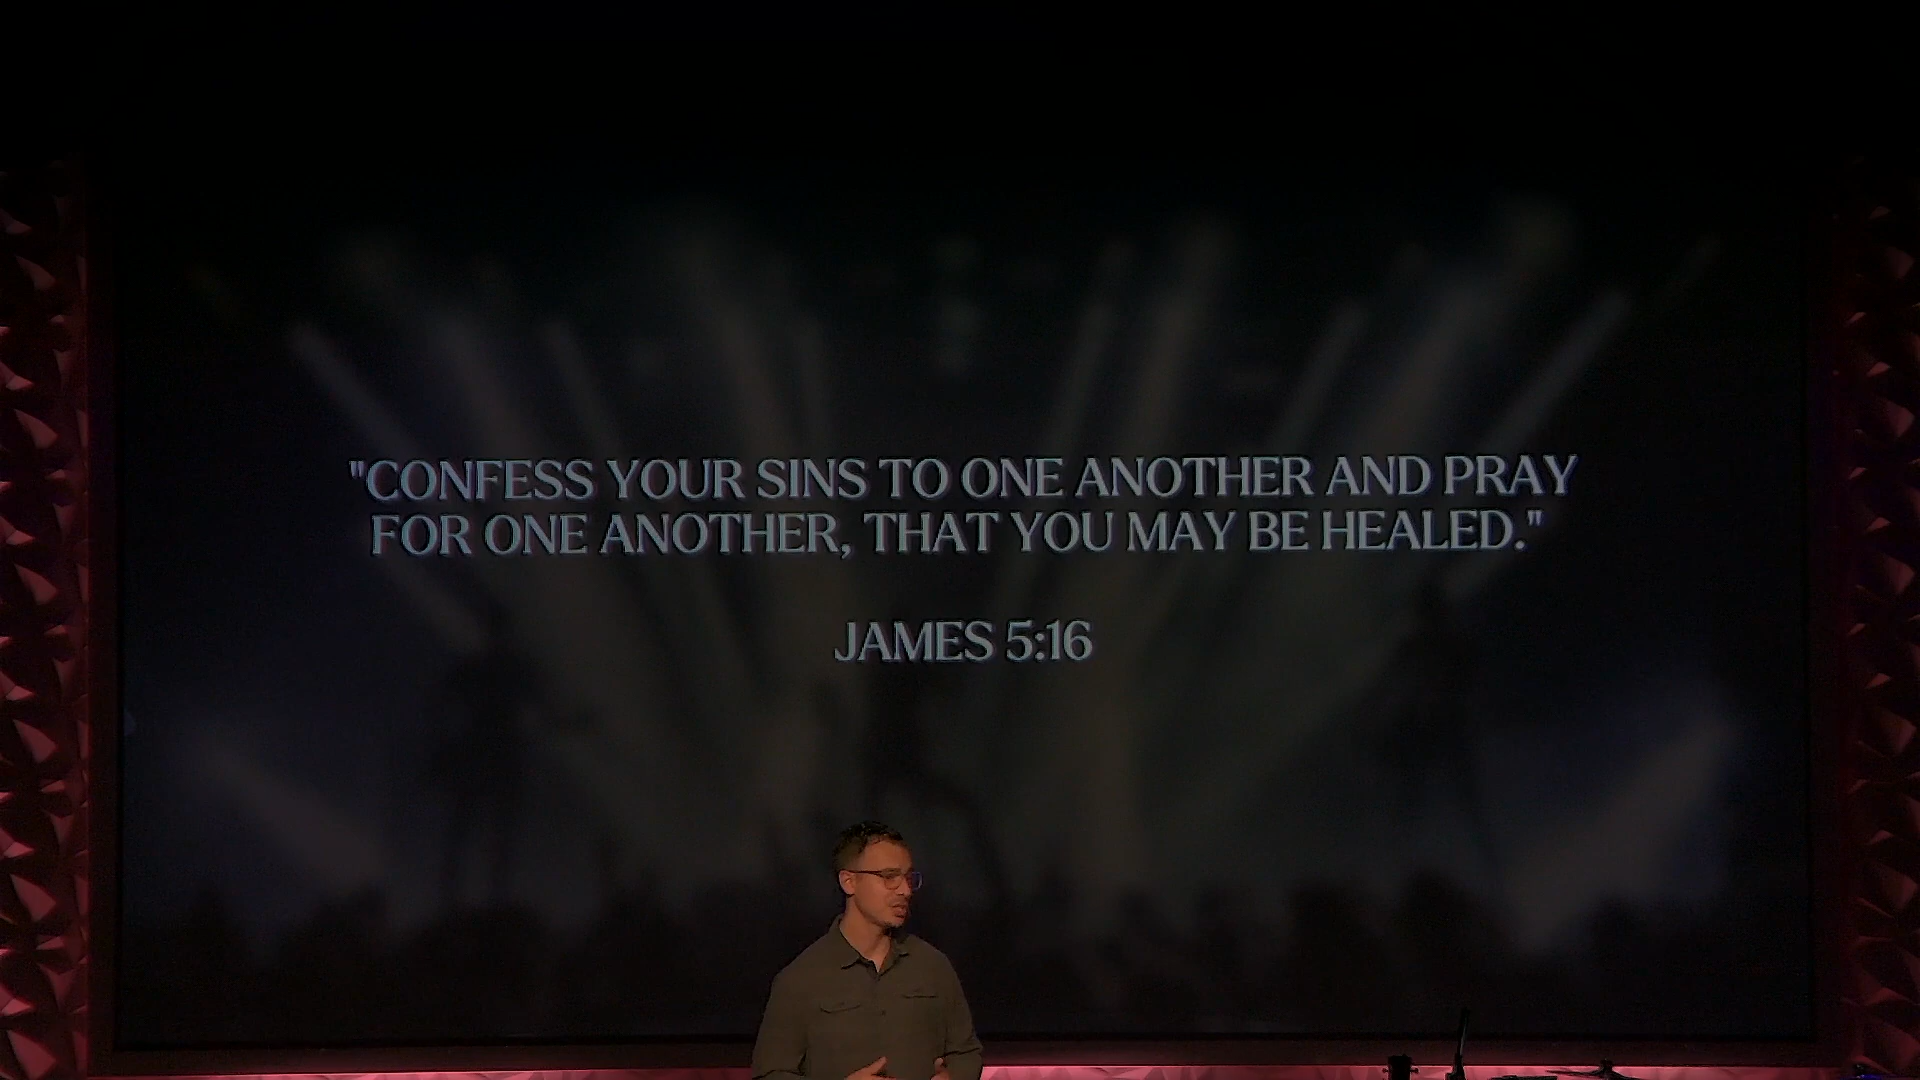 "CONFESS YOUR SINS TO ONE ANOTHER AND PRAY
FOR ONE ANOTHER, THAT YOU MAY BE HEALED."
JAMES 5:16